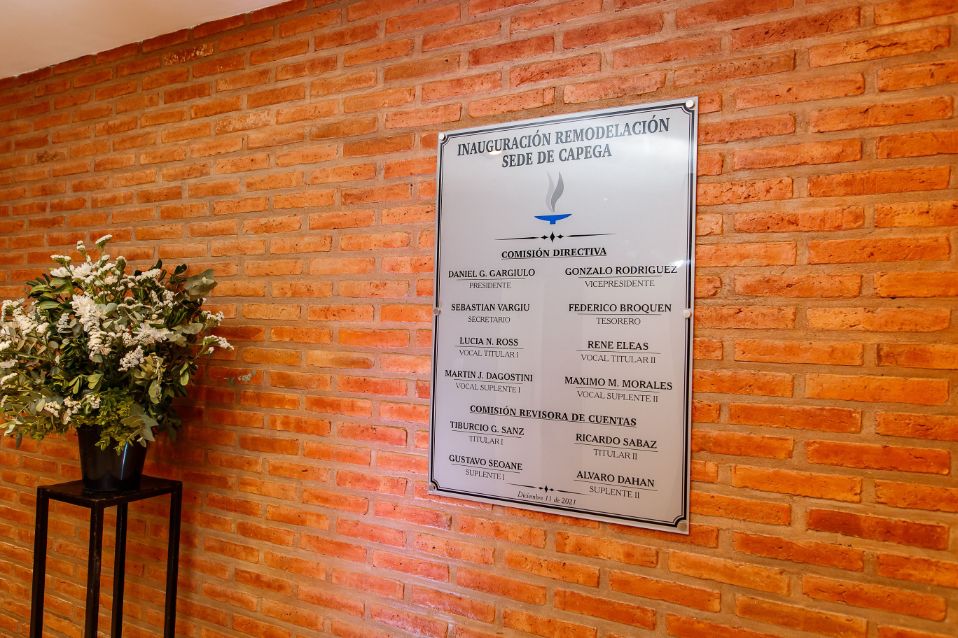 INAUGURACIÓN REMODELACIÓN
SEDE DE CAPEGA
COMISIÓN DIRECTIVA
DANIEL G. GARGIULO
PRESIDENTE
GONZALO RODRIGUEZ
VICEPRESIDENTE
SEBASTIAN VARGIU
SECRETARIO
FEDERICO BROQUEN
TESORERO
LUCIA N. ROSS
VOCAL TITULAR I
RENE ELEAS
VOCAL TITULAR II
MARTIN J. DAGOSTINI
VOCAL SUPLENTE I
MAXIMO M. MORALES
VOCAL SUPLENTE II
COMISIÓN REVISORA DE CUENTAS
TIBURCIO G. SANZ
TITULAR I
RICARDO SABAZ
TITULAR II
GUSTAVO SEOANE
SUPLENTE I
ALVARO DAHAN
SUPLENTE II
Diciembre 13 de 2021